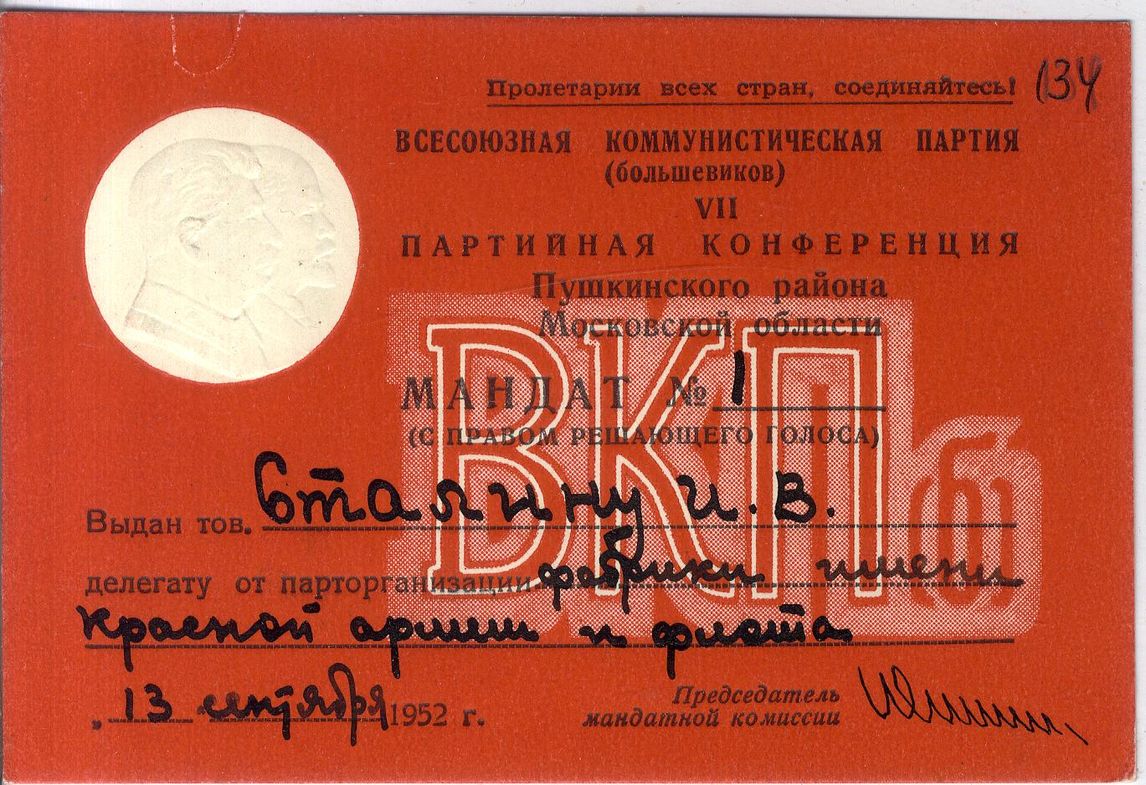 Пролетарии всех стран, соединяйтесь! 134
ВСЕСОЮЗНАЯ КОММУНИСТИЧЕСКАЯ ПАРТИЯ
(большевиков)
VII
ПАРТИЙНАЯ КОНФЕРЕНЦИЯ
Пушкинского района
Московской области
ВКП(б)
МАНДАТ № 1
(С ПРАВОМ РЕШАЮЩЕГО ГОЛОСА)
Выдан тов. Сталину И. В.
делегату от парторганизации фабрики имени
Красной армии и флота
„ 13 сентября 1952 г.
Председатель
мандатной комиссии